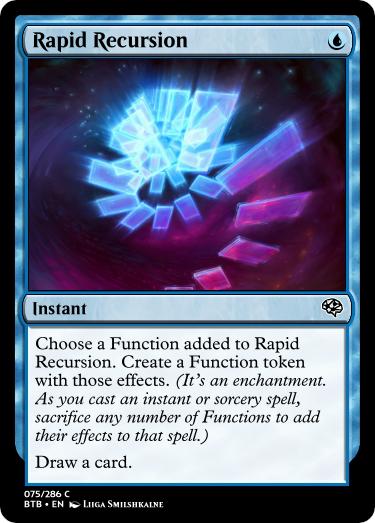 Rapid Recursion
Instant
Choose a Function added to Rapid
Recursion. Create a Function token
with those effects. (It's an enchantment.
As you cast an instant or sorcery spell,
sacrifice any number of Functions to add
their effects to that spell.)
Draw a card.
075/286 C
BTB • EN Liiga Smilshkalne